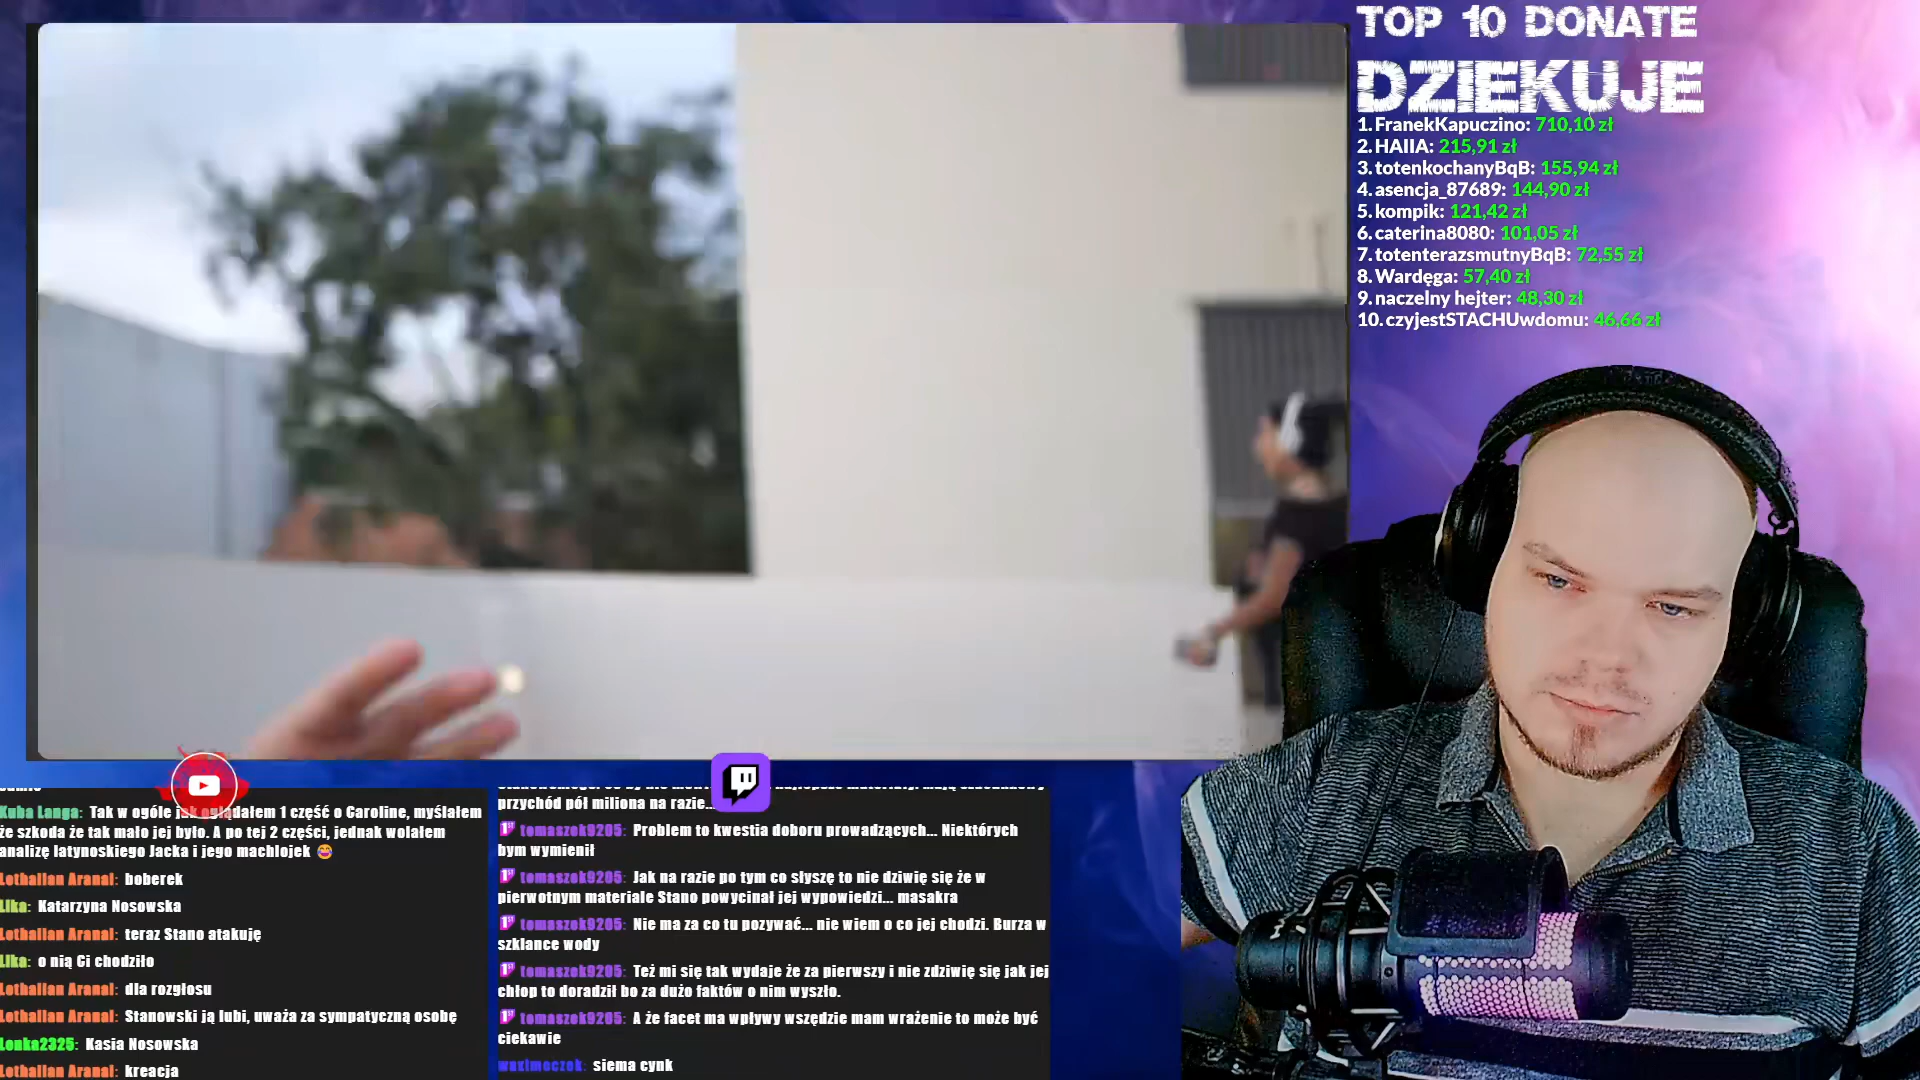 TOP 10 DONATE
DZIEKUJE
1. FranekKapuczino: 710,10 zł
2. HAIIA: 215,91 zł
3. totenkochanyBqB: 155,94 zł
4. asencja_87689: 144,90 zł
5. kompik: 121,42 zł
6. caterina8080: 101,05 zł
7. totenterazsmutnyBqB: 72,55 zł
8. Wardęga: 57,40 zł
9. naczelny hejter: 48,30 zł
10. czyjestSTACHUwdomu: 46,66 zł
Kuba Langa: Tak w ogóle jak oglądałem 1 część o Caroline, myślałem
że szkoda że tak mało jej było. A po tej 2 części, jednak wolałem
analizę latynoskiego Jacka i jego machlojek 😂
Lothalian Aranal: boberek
Lika: Katarzyna Nosowska
Lothalian Aranal: teraz Stano atakuję
Lika: o nią Ci chodziło
Lothalian Aranal: dla rozgłosu
Lothalian Aranal: Stanowski ją lubi, uważa za sympatyczną osobę
Lenka2325: Kasia Nosowska
Lothalian Aranal: kreacja
przychód pół miliona na razie...
tomaszek9205: Problem to kwestia doboru prowadzących... Niektórych
bym wymienił
tomaszek9205: Jak na razie po tym co słyszę to nie dziwię się że w
pierwotnym materiale Stano powycinał jej wypowiedzi... masakra
tomaszek9205: Nie ma za co tu pozywać... nie wiem o co jej chodzi. Burza w
szklance wody
tomaszek9205: Też mi się tak wydaje że za pierwszy i nie zdziwię się jak jej
chłop to doradził bo za dużo faktów o nim wyszło.
tomaszek9205: A że facet ma wpływy wszędzie mam wrażenie to może być
ciekawie
waximeczek: siema cynk